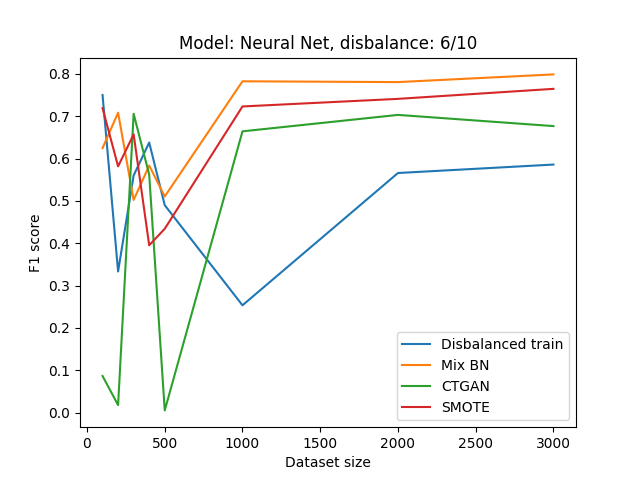 Model: Neural Net, disbalance: 6/10
F1 score
0.8
0.7
0.6
0.5
0.4
0.3
0.2
0.1
0.0
Disbalanced train
Mix BN
CTGAN
SMOTE
0 500 1000 1500 2000 2500 3000
Dataset size